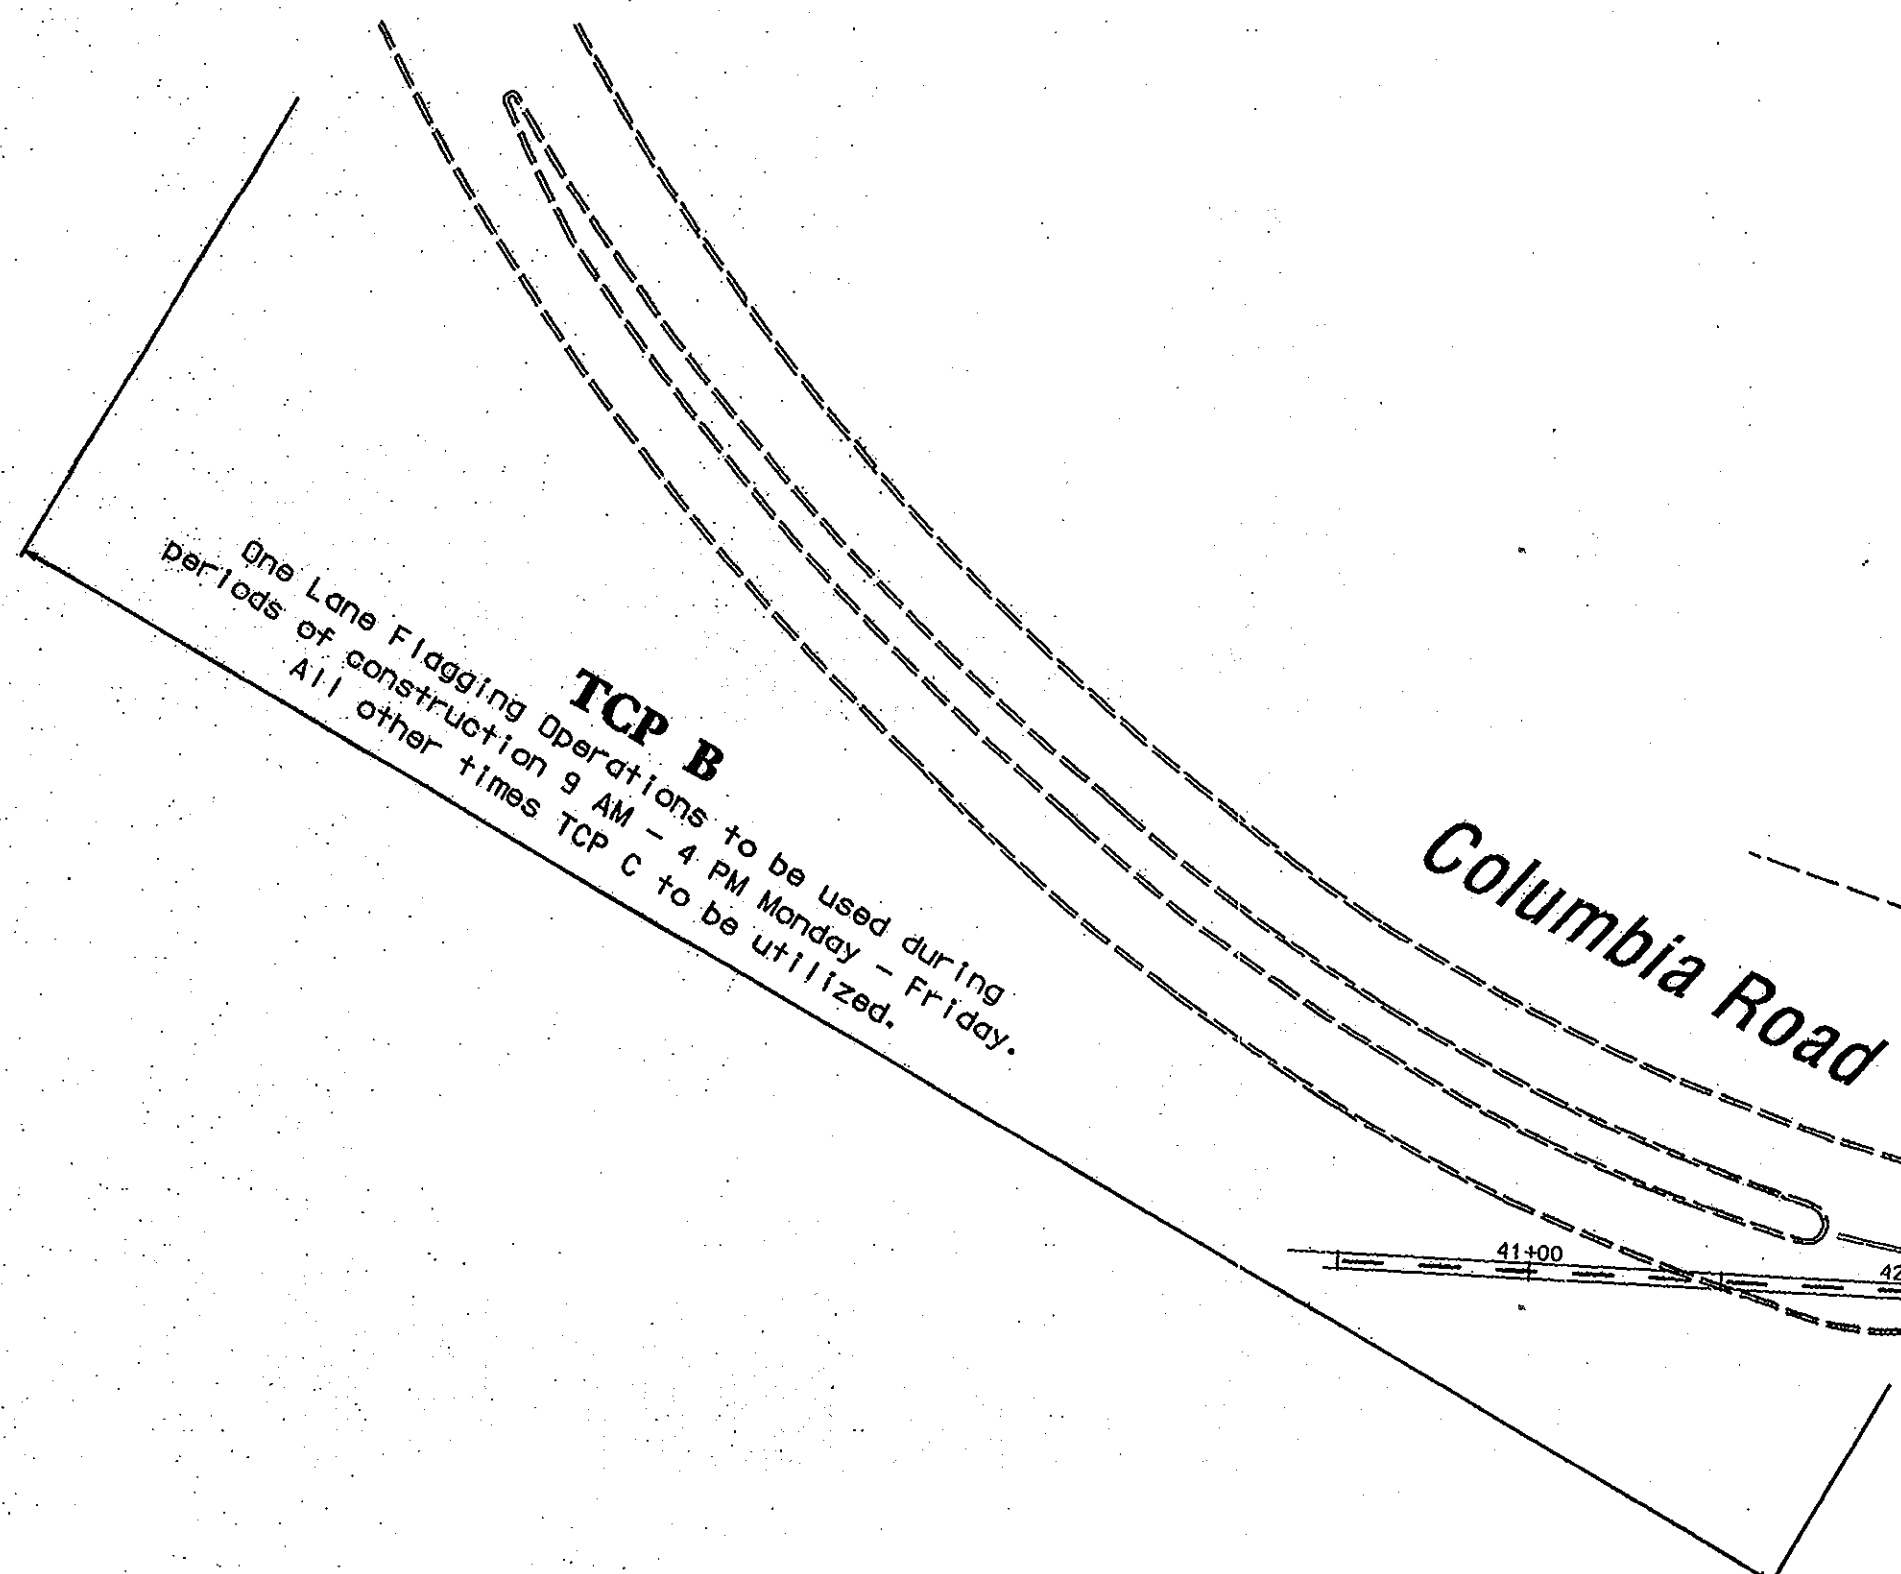 TCP B
One Lane Flagging Operations to be used during
periods of construction 9 AM - 4 PM Monday - Friday.
All other times TCP C to be utilized.
Columbia Road
41+00
42